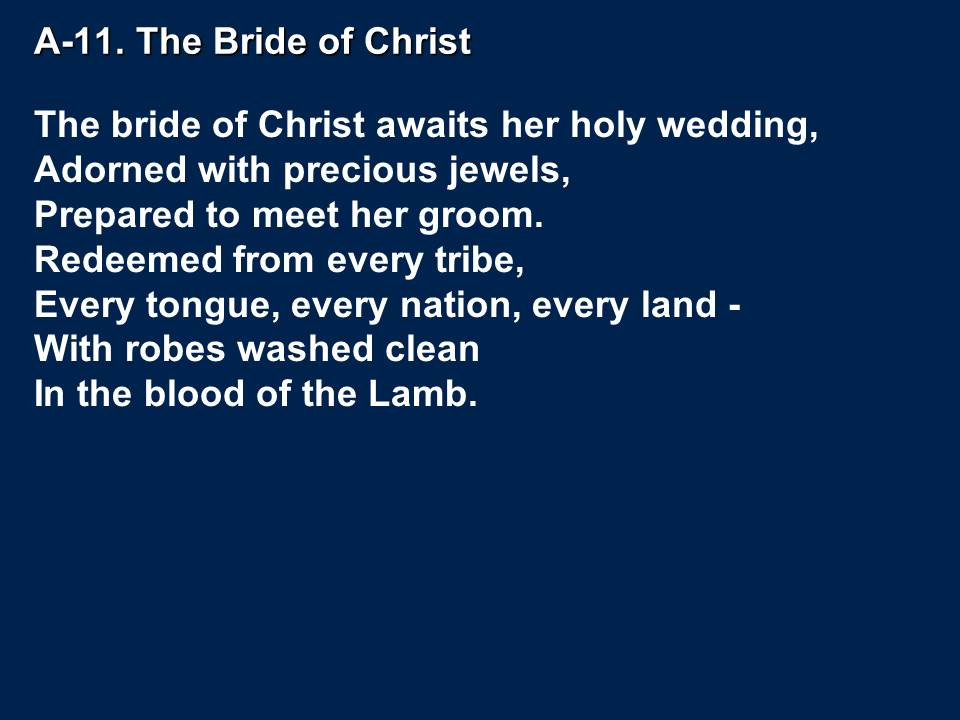 A-11. The Bride of Christ
The bride of Christ awaits her holy wedding,
Adorned with precious jewels,
Prepared to meet her groom.
Redeemed from every tribe,
Every tongue, every nation, every land -
With robes washed clean
In the blood of the Lamb.